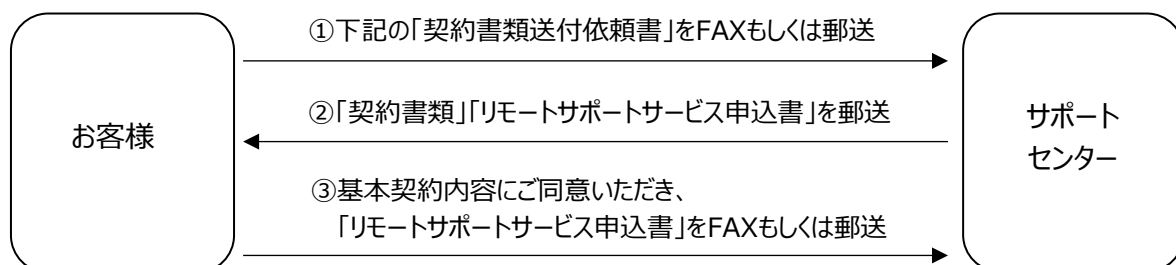 ①下記の「契約書類送付依頼書」をFAXもしくは郵送
②「契約書類」「リモートサポートサービス申込書」を郵送
お客様
サポート
センター
③基本契約内容にご同意いただき、
「リモートサポートサービス申込書」をFAXもしくは郵送